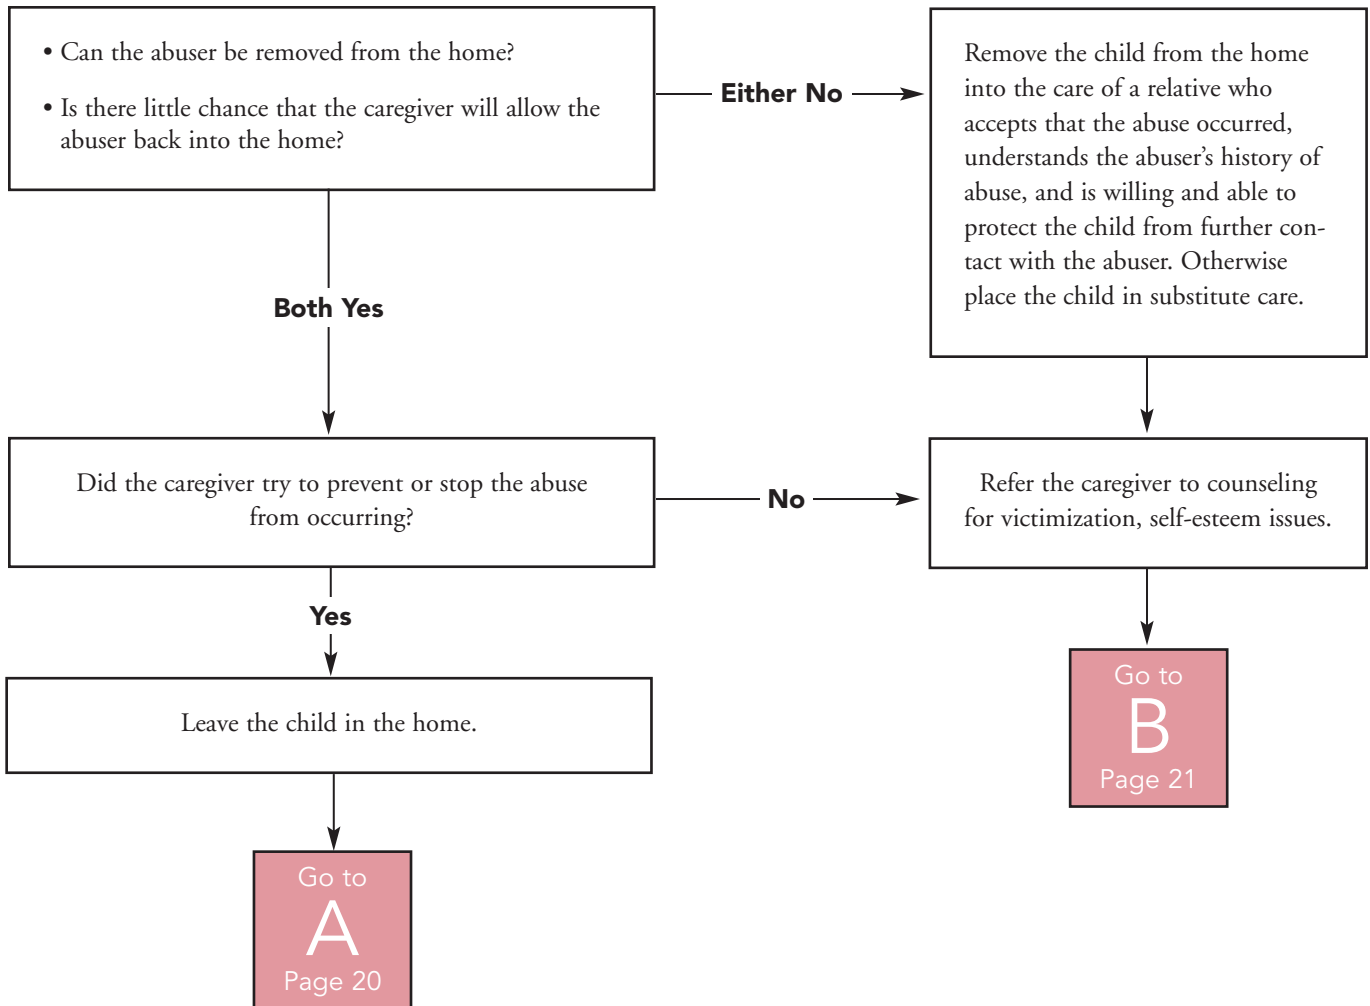 • Can the abuser be removed from the home?
• Is there little chance that the caregiver will allow the
abuser back into the home?
Either No
Remove the child from the home
into the care of a relative who
accepts that the abuse occurred,
understands the abuser’s history of
abuse, and is willing and able to
protect the child from further con-
tact with the abuser. Otherwise
place the child in substitute care.
Both Yes
Did the caregiver try to prevent or stop the abuse
from occurring?
No
Refer the caregiver to counseling
for victimization, self-esteem issues.
Yes
Leave the child in the home.
Go to
B
Page 21
Go to
A
Page 20